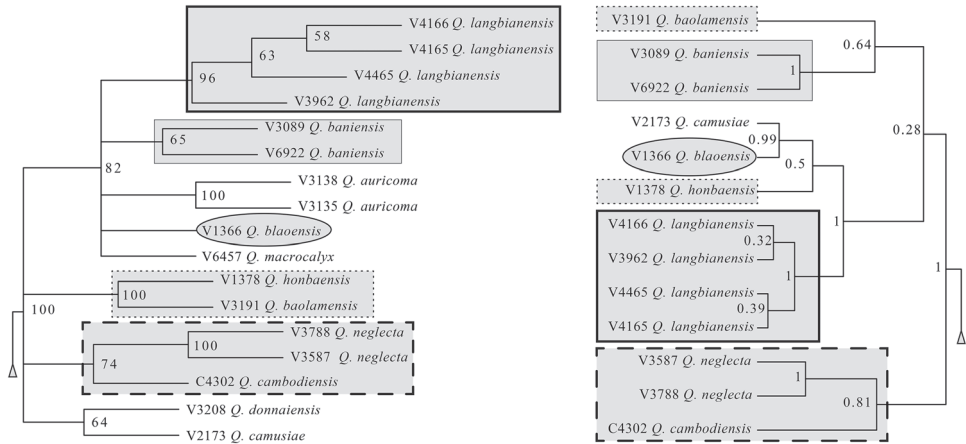 V4166 Q. langbianensis
58
V4165 Q. langbianensis
63
V4465 Q. langbianensis
96
V3962 Q. langbianensis
V3089 Q. baniensis
65
V6922 Q. baniensis
82
V3138 Q. auricoma
100
V3135 Q. auricoma
V1366 Q. blaoensis
V6457 Q. macrocalyx
V1378 Q. honbaensis
100
V3191 Q. baolamensis
100
V3788 Q. neglecta
100
V3587 Q. neglecta
74
C4302 Q. cambodiensis
V3208 Q. donnaiensis
64
V2173 Q. camusiae
V3191 Q. baolamensis
0.64
V3089 Q. baniensis
1
V6922 Q. baniensis
0.28
V2173 Q. camusiae
0.99
V1366 Q. blaoensis
0.5
V1378 Q. honbaensis
1
V4166 Q. langbianensis
0.32
V3962 Q. langbianensis
1
V4465 Q. langbianensis
0.39
V4165 Q. langbianensis
1
V3587 Q. neglecta
1
V3788 Q. neglecta
0.81
C4302 Q. cambodiensis